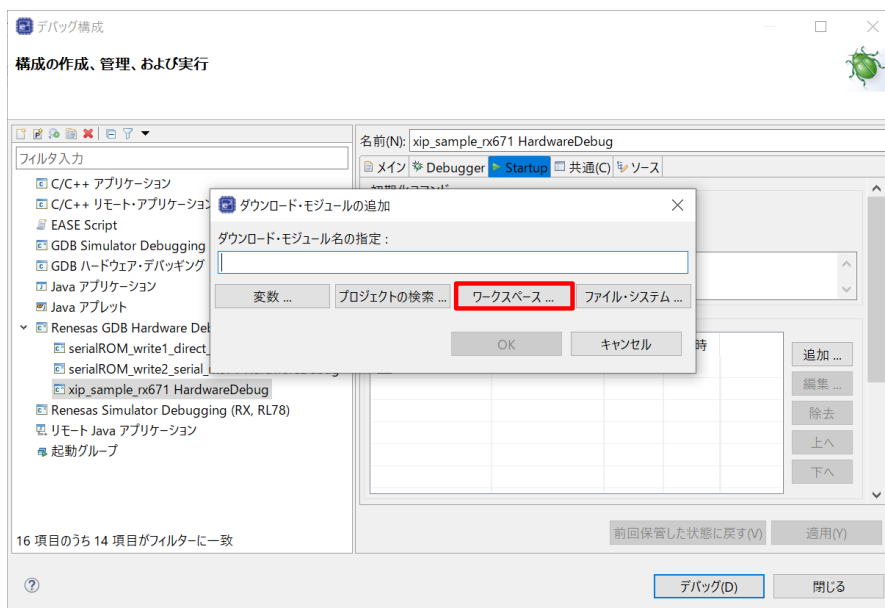 デバッグ構成
構成の作成、管理、および実行
フィルタ入力
C/C++ アプリケーション
C/C++ リモート・アプリケーション
EASE Script
GDB Simulator Debugging
GDB ハードウェア・デバッギング
Java アプリケーション
Java アプレット
Renesas GDB Hardware Deb
serialROM_write1_direct_
serialROM_write2_serial_
xip_sample_rx671 HardwareDebug
Renesas Simulator Debugging (RX, RL78)
リモート Java アプリケーション
起動グループ
16 項目のうち 14 項目がフィルターに一致
名前(N): xip_sample_rx671 HardwareDebug
メイン Debugger Startup 共通(C) ソース
ダウンロード・モジュールの追加
ダウンロード・モジュール名の指定 :
変数 ... プロジェクトの検索 ... ワークスペース ... ファイル・システム ...
OK キャンセル
時
追加 ...
編集 ...
除去
上へ
下へ
前回保管した状態に戻す(V) 適用(Y)
デバッグ(D) 閉じる